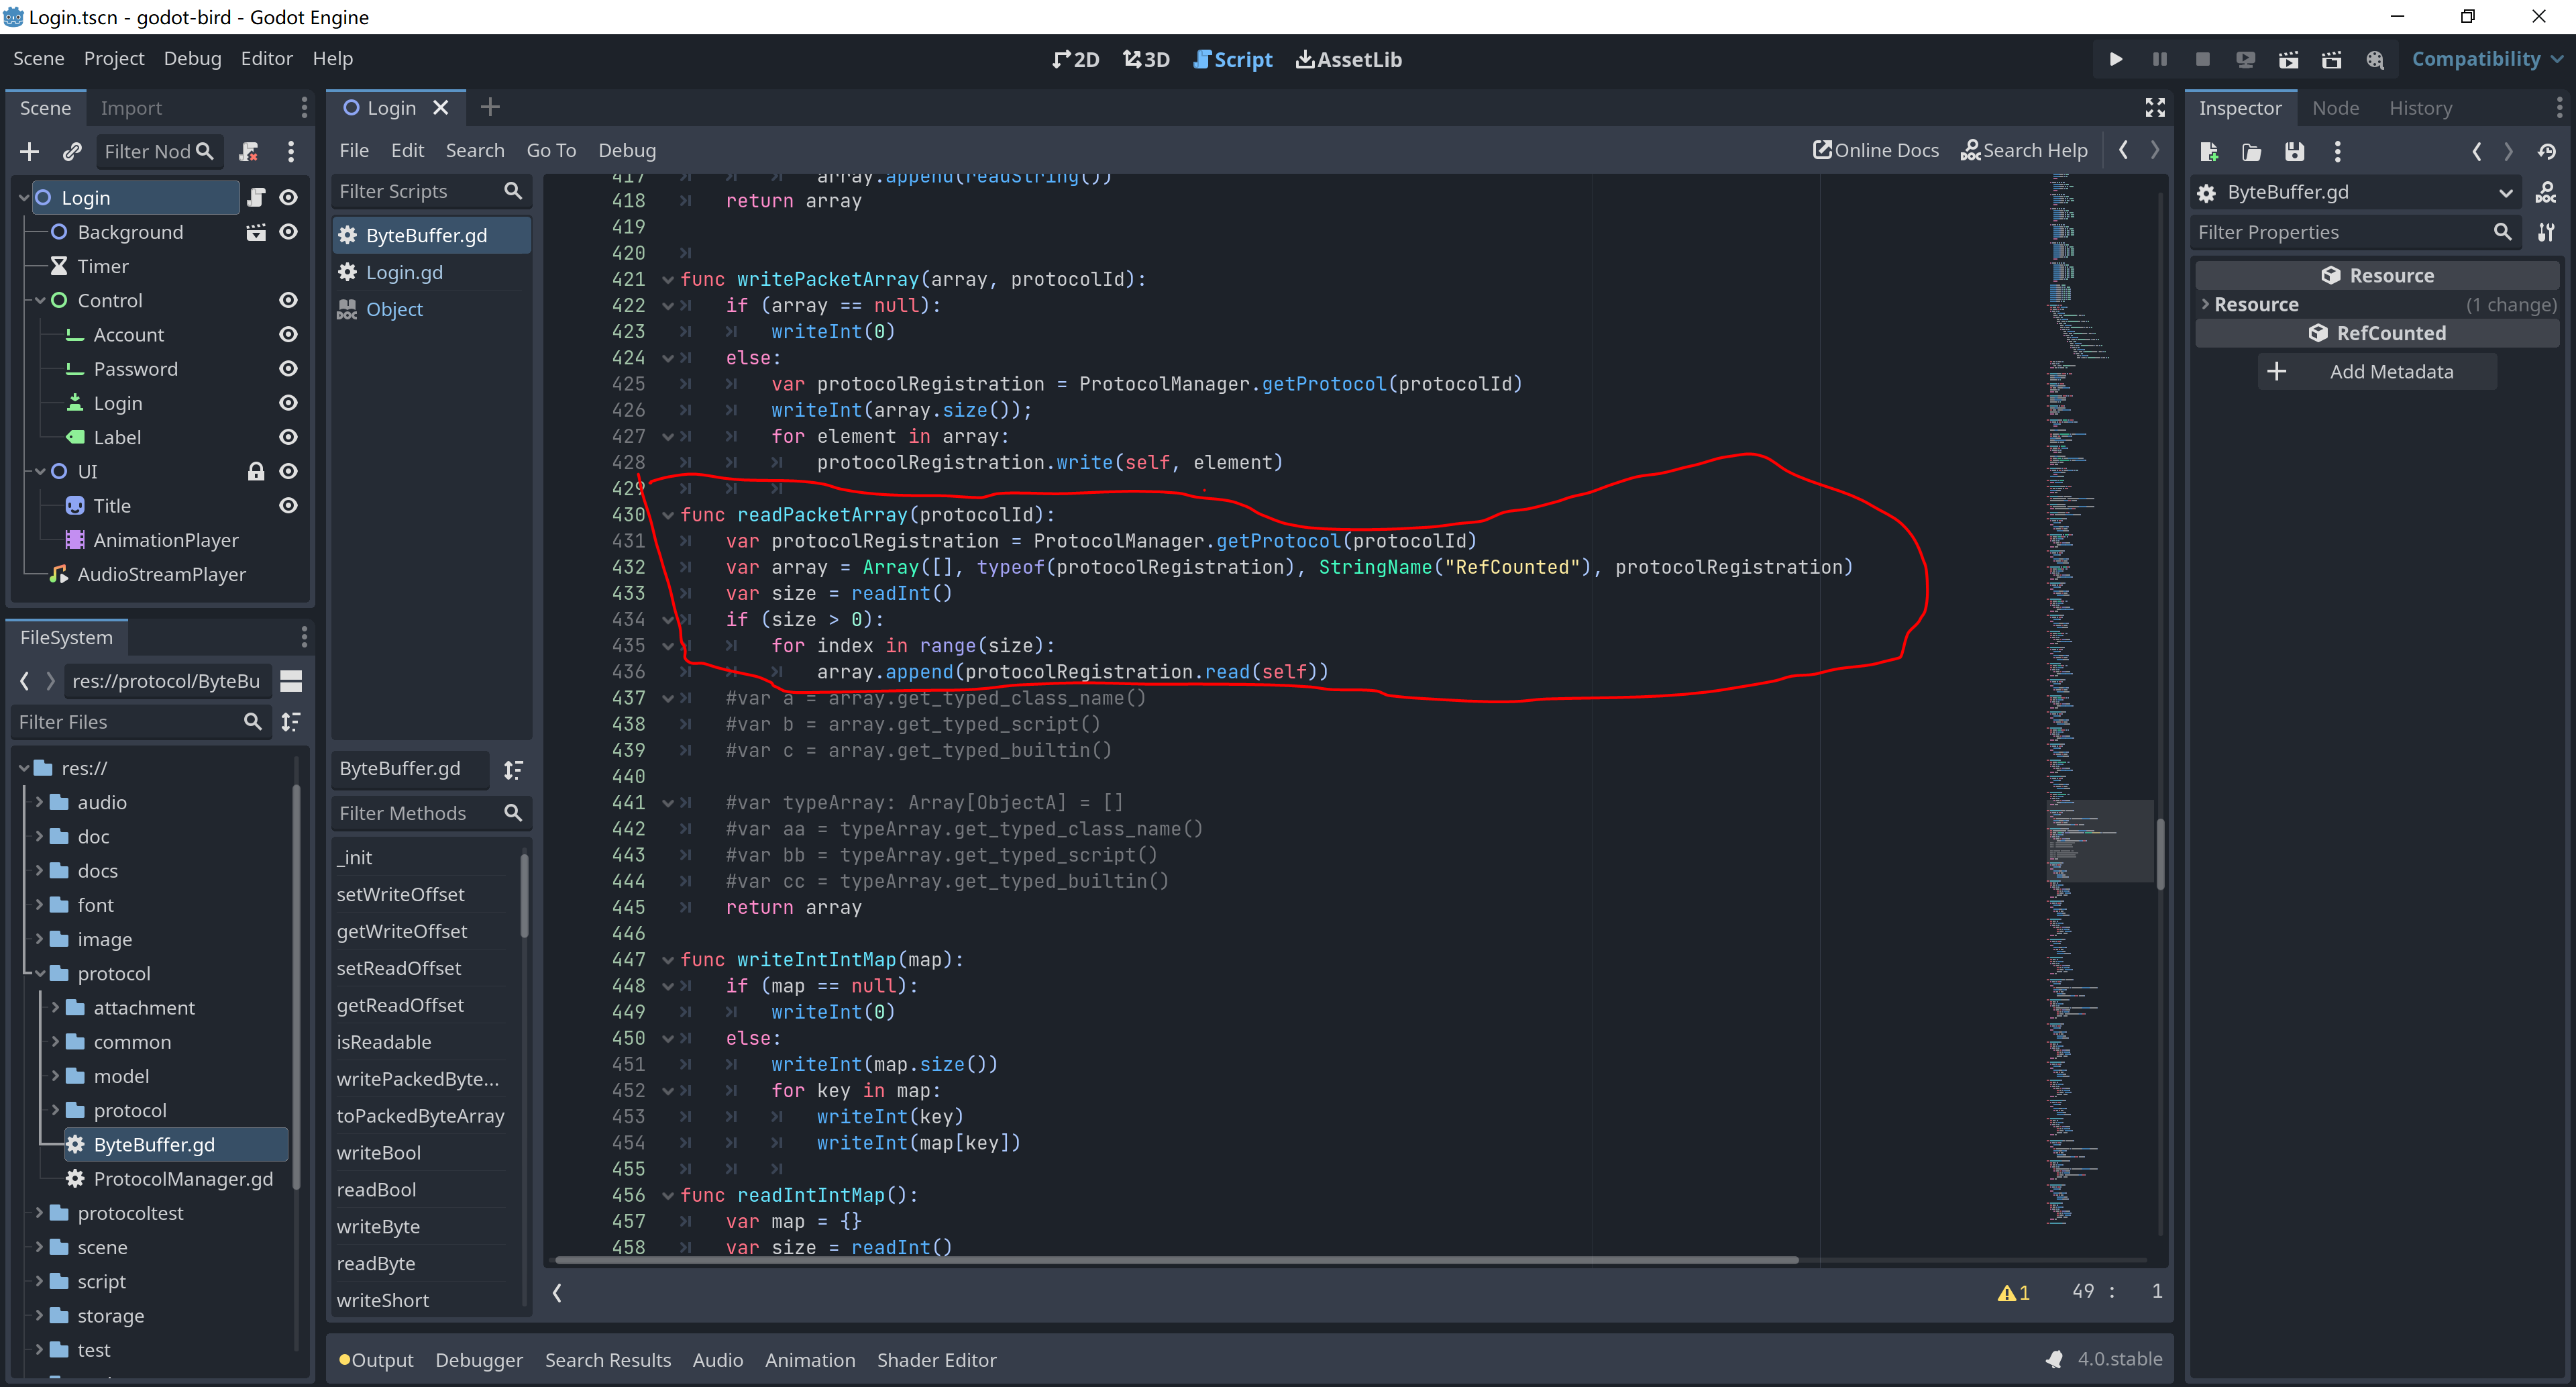 Login.tscn - godot-bird - Godot Engine
Scene Project Debug Editor Help
2D 3D Script AssetLib
Compatibility
Scene Import
Filter Nod
Login
Background
Timer
Control
Account
Password
Login
Label
UI
Title
AnimationPlayer
AudioStreamPlayer
FileSystem
res://protocol/ByteBu
Filter Files
res://
audio
doc
docs
font
image
protocol
attachment
common
model
protocol
ByteBuffer.gd
ProtocolManager.gd
protocoltest
scene
script
storage
test
Login
File Edit Search Go To Debug
Online Docs Search Help
Filter Scripts
ByteBuffer.gd
Login.gd
DOC Object
ByteBuffer.gd
Filter Methods
_init
setWriteOffset
getWriteOffset
setReadOffset
getReadOffset
isReadable
writePackedByte...
toPackedByteArray
writeBool
readBool
writeByte
readByte
writeShort
417 array.append(readString())
418 return array
419
420
421 func writePacketArray(array, protocolId):
422 if (array == null):
423 writeInt(0)
424 else:
425 var protocolRegistration = ProtocolManager.getProtocol(protocolId)
426 writeInt(array.size());
427 for element in array:
428 protocolRegistration.write(self, element)
429
430 func readPacketArray(protocolId):
431 var protocolRegistration = ProtocolManager.getProtocol(protocolId)
432 var array = Array([], typeof(protocolRegistration), StringName("RefCounted"), protocolRegistration)
433 var size = readInt()
434 if (size > 0):
435 for index in range(size):
436 array.append(protocolRegistration.read(self))
437 #var a = array.get_typed_class_name()
438 #var b = array.get_typed_script()
439 #var c = array.get_typed_builtin()
440
441 #var typeArray: Array[ObjectA] = []
442 #var aa = typeArray.get_typed_class_name()
443 #var bb = typeArray.get_typed_script()
444 #var cc = typeArray.get_typed_builtin()
445 return array
446
447 func writeIntIntMap(map):
448 if (map == null):
449 writeInt(0)
450 else:
451 writeInt(map.size())
452 for key in map:
453 writeInt(key)
454 writeInt(map[key])
455
456 func readIntIntMap():
457 var map = {}
458 var size = readInt()
1 49 : 1
Output Debugger Search Results Audio Animation Shader Editor
4.0.stable
Inspector Node History
ByteBuffer.gd
DOC
Filter Properties
Resource
Resource (1 change)
RefCounted
Add Metadata